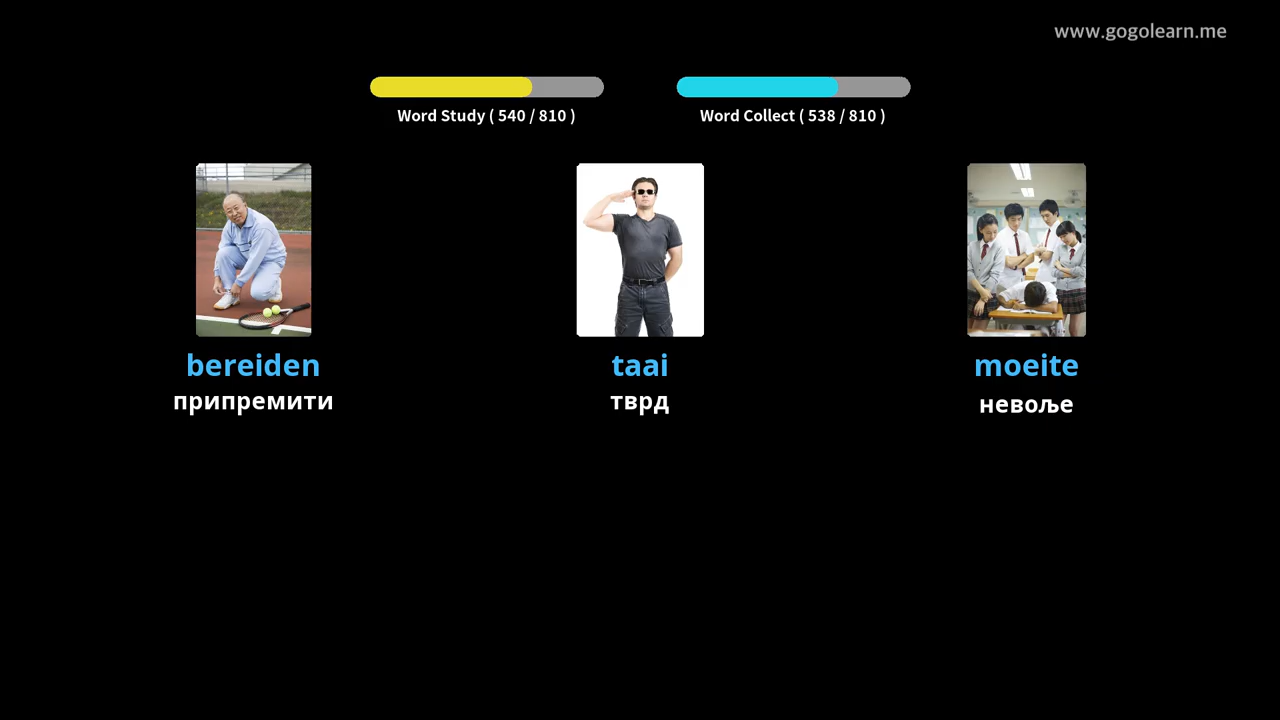 www.gogolearn.me
Word Study ( 540 / 810 )
Word Collect ( 538 / 810 )
bereiden
припремити
taai
тврд
moeite
невоље